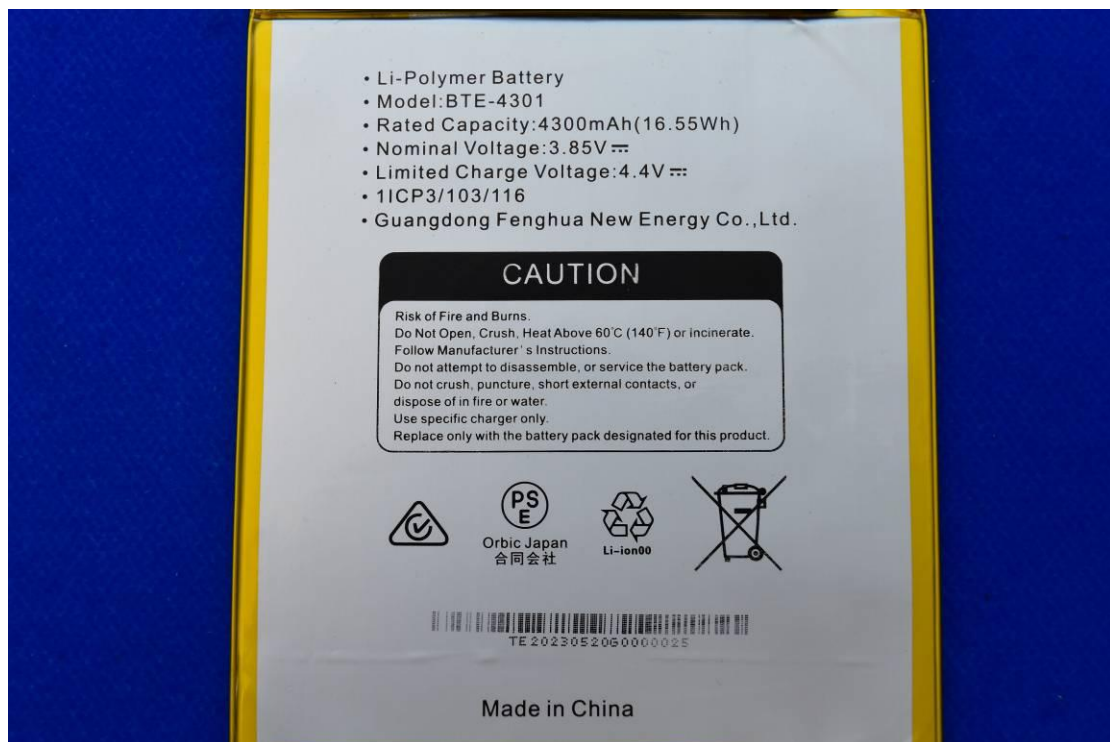 • Li-Polymer Battery
• Model:BTE-4301
• Rated Capacity:4300mAh(16.55Wh)
• Nominal Voltage:3.85V⎓
• Limited Charge Voltage:4.4V⎓
• 1ICP3/103/116
• Guangdong Fenghua New Energy Co.,Ltd.
CAUTION
Risk of Fire and Burns.
Do Not Open, Crush, Heat Above 60°C (140°F) or incinerate.
Follow Manufacturer's Instructions.
Do not attempt to disassemble, or service the battery pack.
Do not crush, puncture, short external contacts, or
dispose of in fire or water.
Use specific charger only.
Replace only with the battery pack designated for this product.
PS
E
Orbic Japan
合同会社
Li-ion00
TE20230520G0000025
Made in China